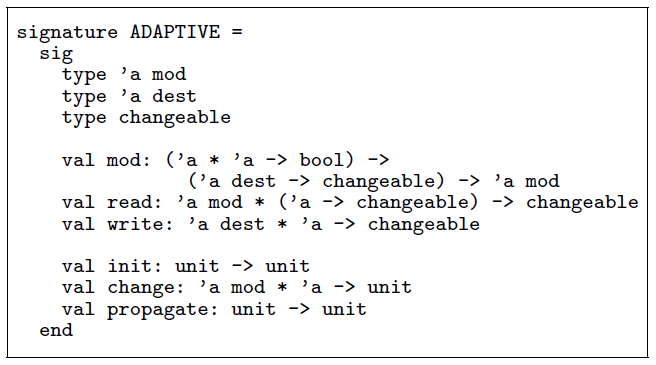 signature ADAPTIVE =
sig
type ’a mod
type ’a dest
type changeable
val mod: (’a * ’a -> bool) ->
(’a dest -> changeable) -> ’a mod
val read: ’a mod * (’a -> changeable) -> changeable
val write: ’a dest * ’a -> changeable
val init: unit -> unit
val change: ’a mod * ’a -> unit
val propagate: unit -> unit
end